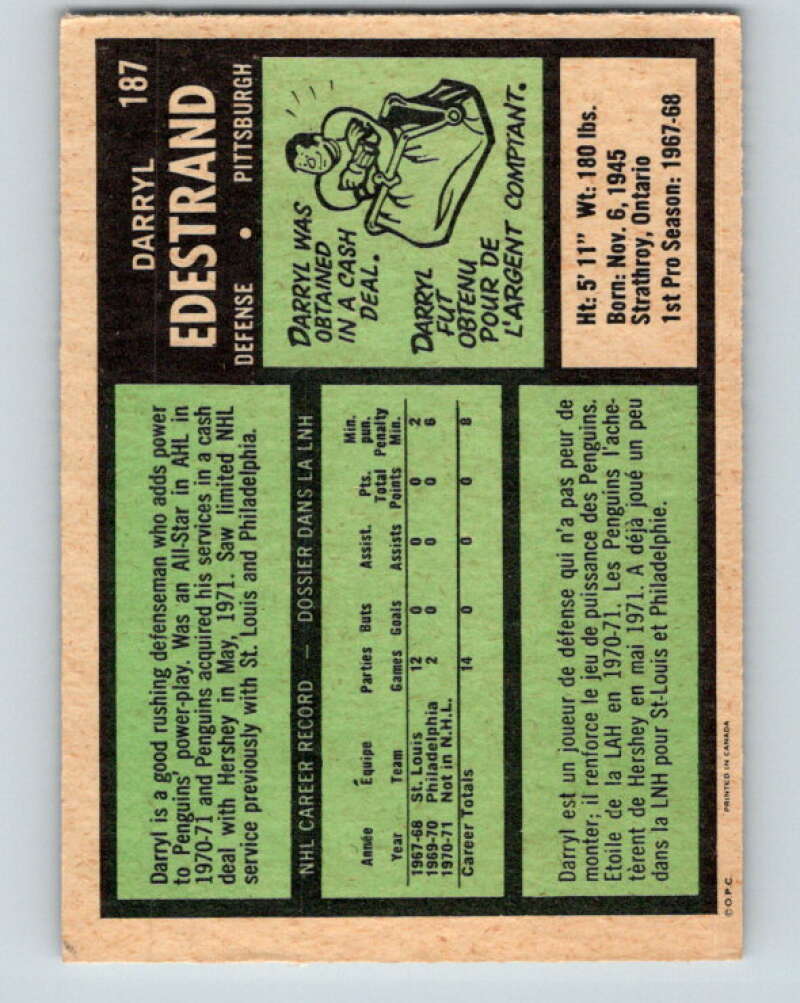 187
DARRYL
EDESTRAND
DEFENSE • PITTSBURGH
Darryl is a good rushing defenseman who adds power
to Penguins' power-play. Was an All-Star in AHL in
1970-71 and Penguins acquired his services in a cash
deal with Hershey in May, 1971. Saw limited NHL
service previously with St. Louis and Philadelphia.
DARRYL WAS
OBTAINED
IN A CASH
DEAL.
DARRYL
FUT
OBTENU
POUR DE
L'ARGENT COMPTANT.
Ht: 5' 11" Wt: 180 lbs.
Born: Nov. 6, 1945
Strathroy, Ontario
1st Pro Season: 1967-68
NHL CAREER RECORD — DOSSIER DANS LA LNH
Année Équipe Parties Buts Assist. Pts. Total Min. pun.
Year Team Games Goals Assists Points Penalty Min.
1967-68 St. Louis 12 0 0 0 2
1969-70 Philadelphia 2 0 0 0 6
1970-71 Not in N.H.L.
Career Totals 14 0 0 0 8
Darryl est un joueur de défense qui n'a pas peur de
monter; il renforce le jeu de puissance des Penguins.
Etoile de la LAH en 1970-71. Les Penguins l'ache-
tèrent de Hershey en mai 1971. A déjà joué un peu
dans la LNH pour St-Louis et Philadelphie.
© O.P.C. PRINTED IN CANADA